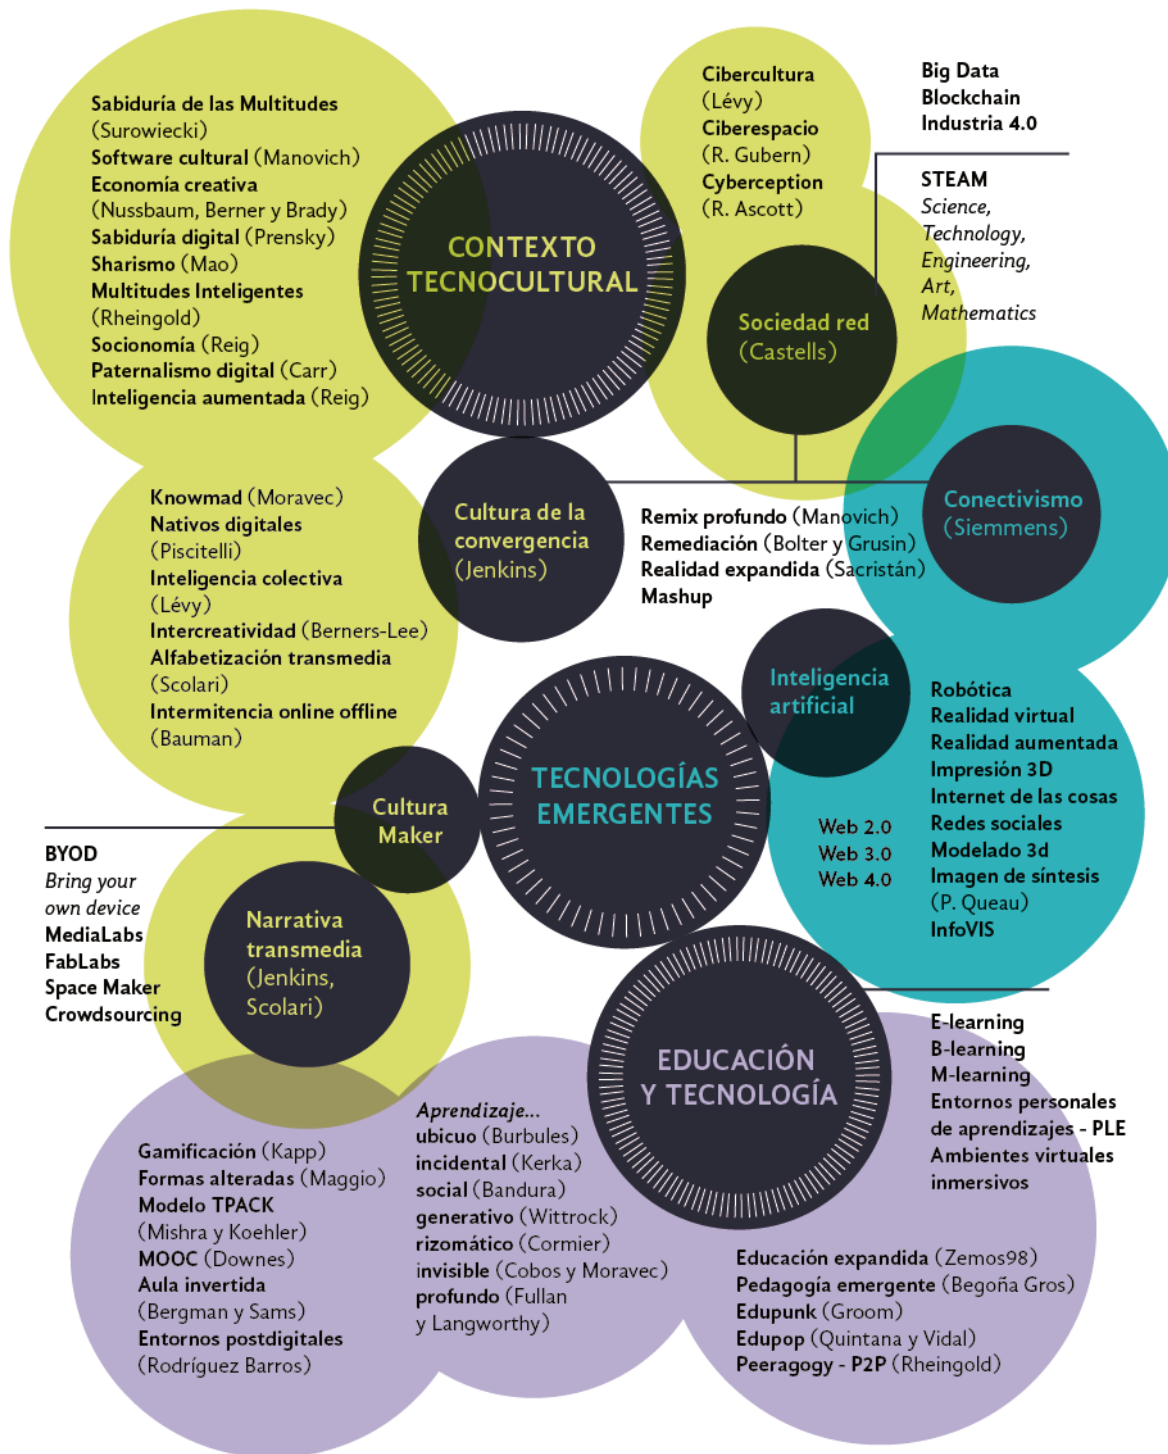 Sabiduría de las Multitudes
(Surowiecki)
Software cultural (Manovich)
Economía creativa
(Nussbaum, Berner y Brady)
Sabiduría digital (Prensky)
Sharismo (Mao)
Multitudes Inteligentes
(Rheingold)
Socionomía (Reig)
Paternalismo digital (Carr)
Inteligencia aumentada (Reig)
CONTEXTO
TECNOCULTURAL
Cibercultura
(Lévy)
Ciberespacio
(R. Gubern)
Cyberception
(R. Ascott)
Big Data
Blockchain
Industria 4.0
STEAM
Science,
Technology,
Engineering,
Art,
Mathematics
Sociedad red
(Castells)
Knowmad (Moravec)
Nativos digitales
(Piscitelli)
Inteligencia colectiva
(Lévy)
Intercreatividad (Berners-Lee)
Alfabetización transmedia
(Scolari)
Intermitencia online offline
(Bauman)
Cultura de la
convergencia
(Jenkins)
Remix profundo (Manovich)
Remediación (Bolter y Grusin)
Realidad expandida (Sacristán)
Mashup
Conectivismo
(Siemmens)
Inteligencia
artificial
TECNOLOGÍAS
EMERGENTES
Robótica
Realidad virtual
Realidad aumentada
Impresión 3D
Internet de las cosas
Redes sociales
Modelado 3d
Imagen de síntesis
(P. Queau)
InfoVIS
Web 2.0
Web 3.0
Web 4.0
Cultura
Maker
BYOD
Bring your
own device
MediaLabs
FabLabs
Space Maker
Crowdsourcing
Narrativa
transmedia
(Jenkins,
Scolari)
EDUCACIÓN
Y TECNOLOGÍA
E-learning
B-learning
M-learning
Entornos personales
de aprendizajes - PLE
Ambientes virtuales
inmersivos
Gamificación (Kapp)
Formas alteradas (Maggio)
Modelo TPACK
(Mishra y Koehler)
MOOC (Downes)
Aula invertida
(Bergman y Sams)
Entornos postdigitales
(Rodríguez Barros)
Aprendizaje...
ubicuo (Burbules)
incidental (Kerka)
social (Bandura)
generativo (Wittrock)
rizomático (Cormier)
invisible (Cobos y Moravec)
profundo (Fullan
y Langworthy)
Educación expandida (Zemos98)
Pedagogía emergente (Begoña Gros)
Edupunk (Groom)
Edupop (Quintana y Vidal)
Peeragogy - P2P (Rheingold)